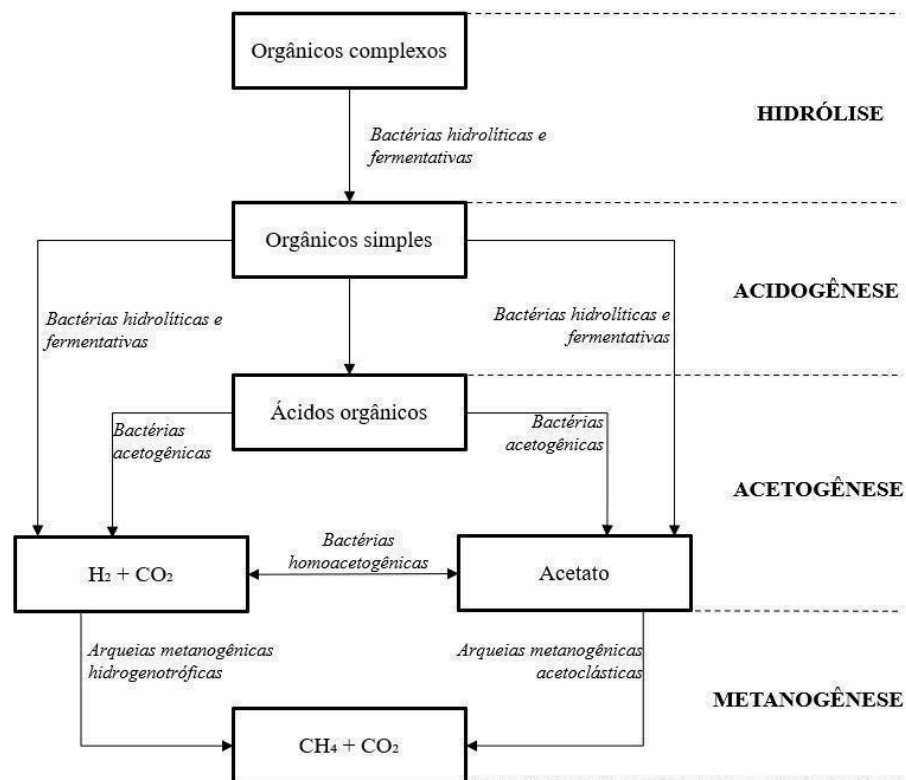 Orgânicos complexos
HIDRÓLISE
Bactérias hidrolíticas e
fermentativas
Orgânicos simples
ACIDOGÊNESE
Bactérias hidrolíticas e
fermentativas
Bactérias hidrolíticas e
fermentativas
Ácidos orgânicos
Bactérias
acetogênicas
Bactérias
acetogênicas
ACETOGÊNESE
Bactérias
homoacetogênicas
H₂ + CO₂
Acetato
Arqueias metanogênicas
hidrogenotróficas
Arqueias metanogênicas
acetoclásticas
METANOGÊNESE
CH₄ + CO₂